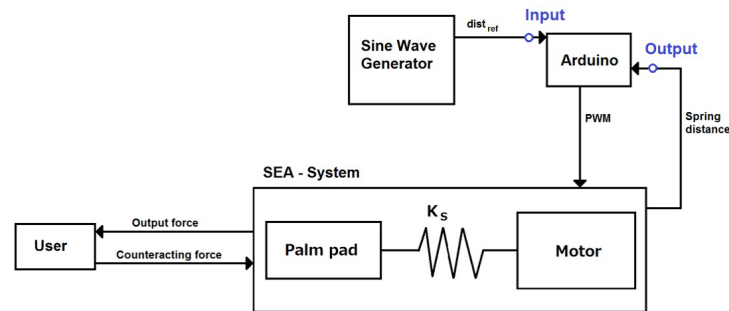 Input
dist ref
Sine Wave
Generator
Arduino
Output
PWM
Spring
distance
SEA - System
Output force
User
Counteracting force
Palm pad
K S
Motor